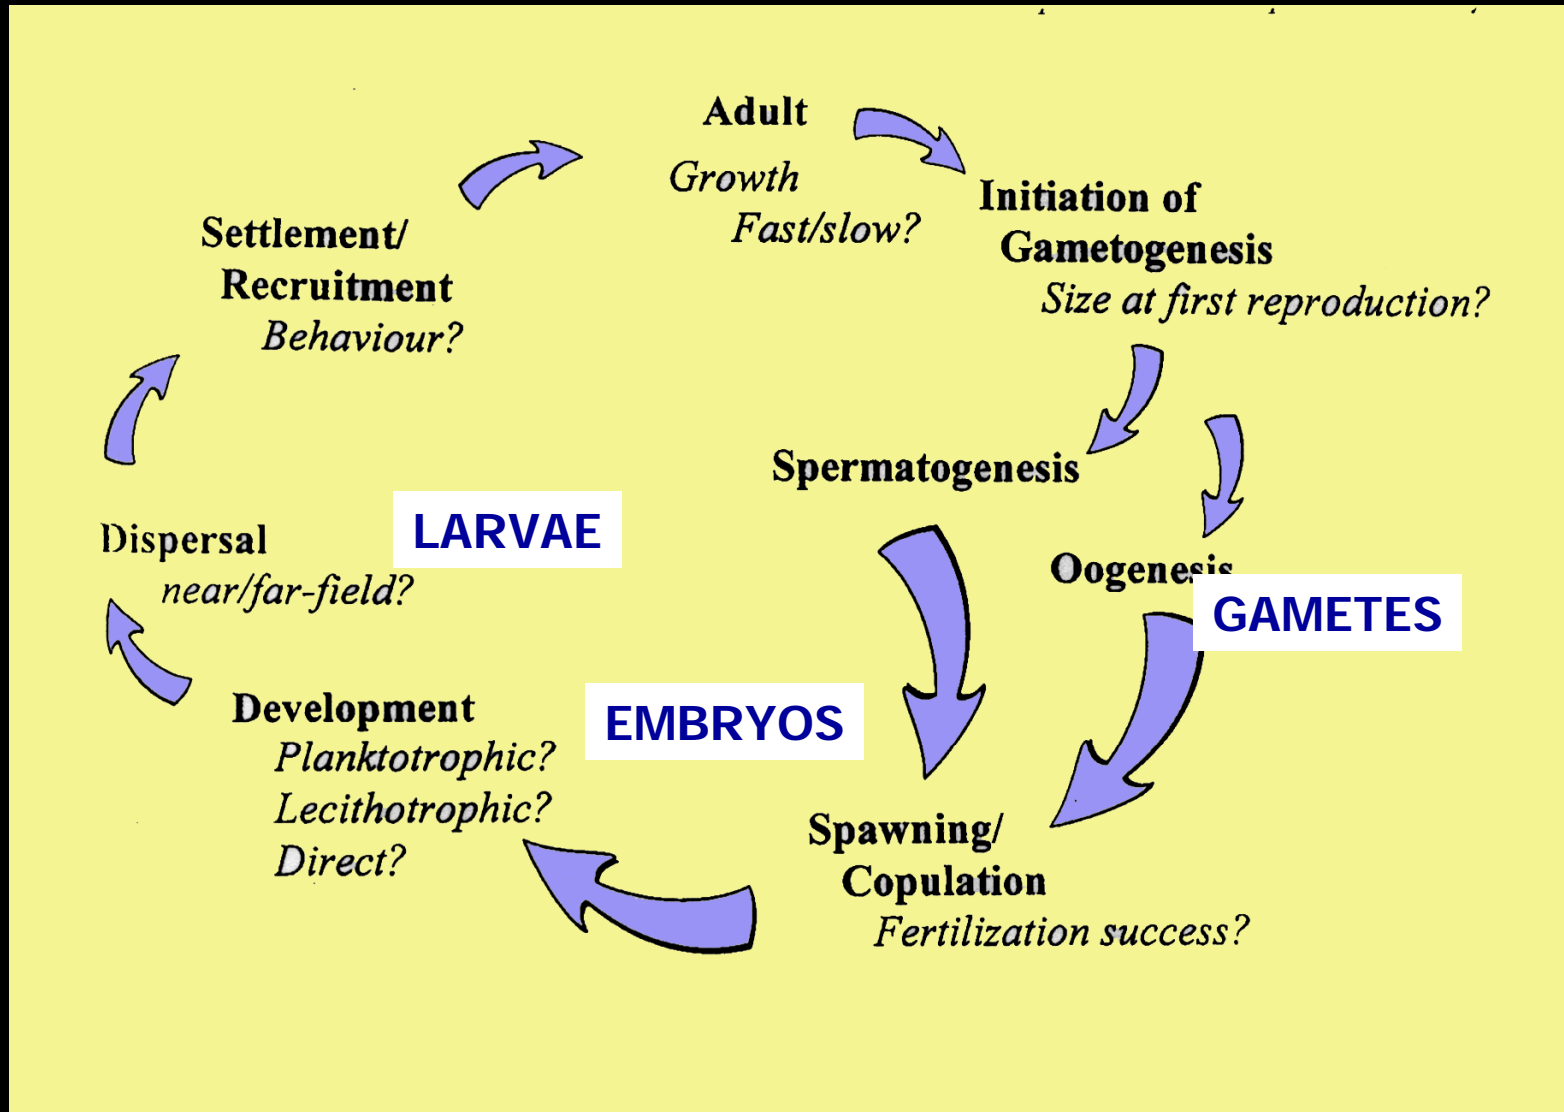 Adult
Growth
Fast/slow?
Initiation of
Gametogenesis
Size at first reproduction?
Spermatogenesis
Oogenesis
GAMETES
Spawning/
Copulation
Fertilization success?
EMBRYOS
Development
Planktotrophic?
Lecithotrophic?
Direct?
LARVAE
Dispersal
near/far-field?
Settlement/
Recruitment
Behaviour?